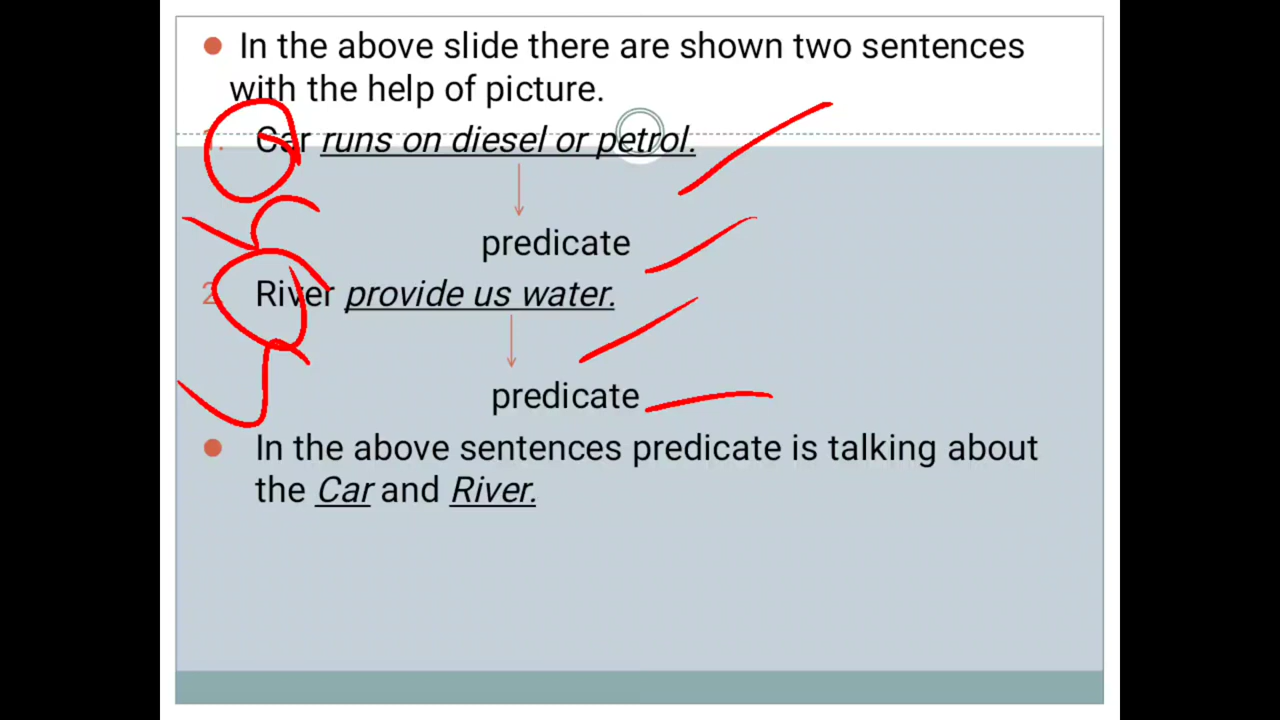 In the above slide there are shown two sentences
with the help of picture.
1. Car runs on diesel or petrol.
predicate
2. River provide us water.
predicate
In the above sentences predicate is talking about
the Car and River.